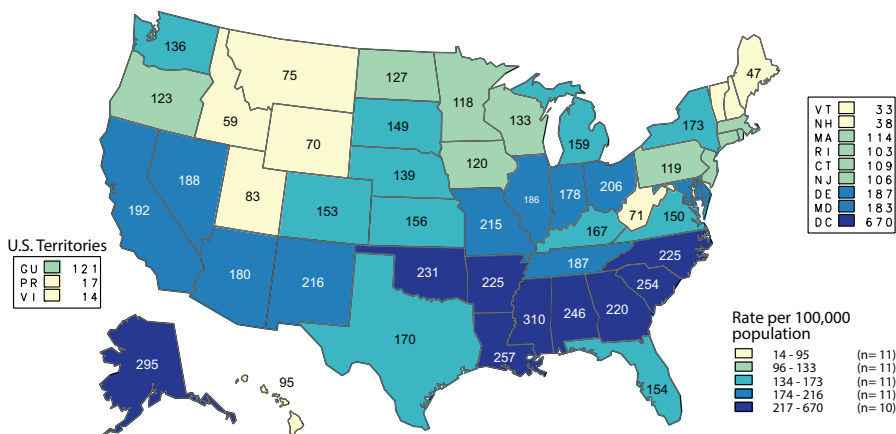 136
75
127
118
47
123
59
70
149
133
159
173
VT 33
NH 38
MA 114
RI 103
CT 109
NJ 106
DE 187
MD 183
DC 670
120
119
188
83
139
186
178
206
192
153
156
215
71
150
167
U.S. Territories
GU 121
PR 17
VI 14
180
216
231
225
187
225
254
310
246
220
170
257
295
95
154
Rate per 100,000
population
14 - 95 (n= 11)
96 - 133 (n= 11)
134 - 173 (n= 11)
174 - 216 (n= 11)
217 - 670 (n= 10)